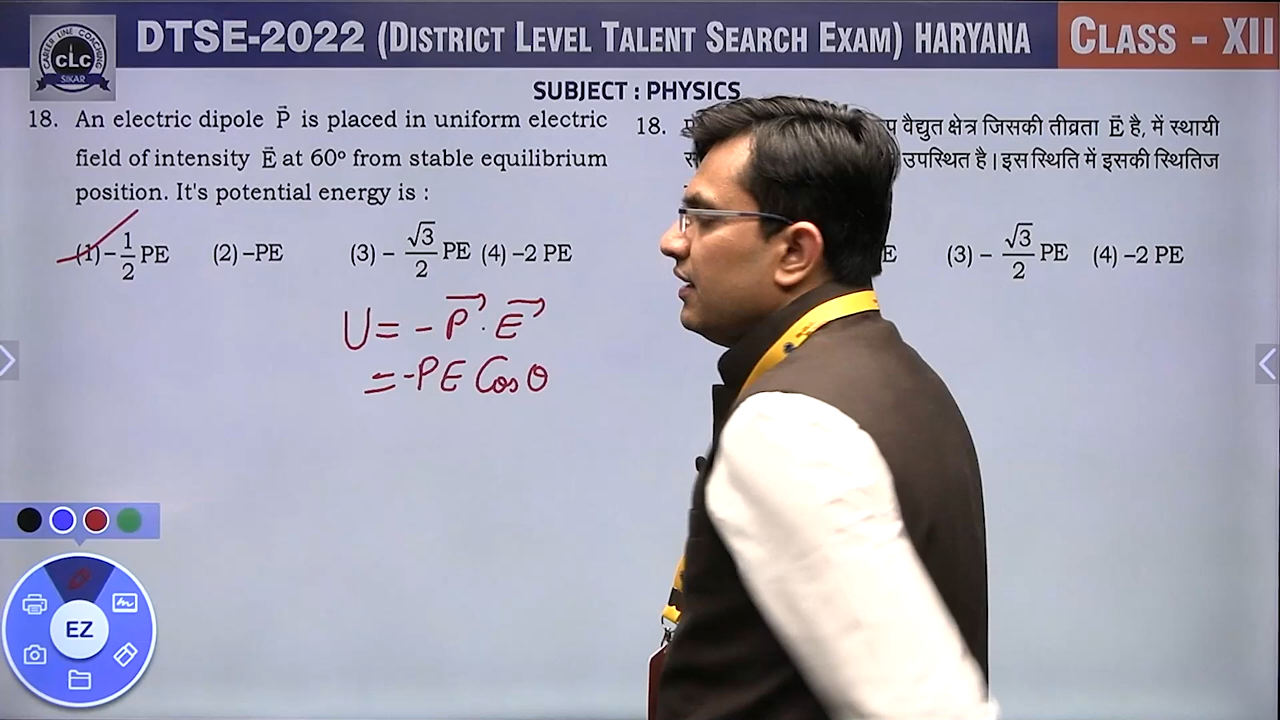 DTSE-2022 (DISTRICT LEVEL TALENT SEARCH EXAM) HARYANA
CLASS - XII
CAREER LINE COACHING
CLC
SIKAR
SUBJECT : PHYSICS
18. An electric dipole P⃗ is placed in uniform electric
field of intensity E⃗ at 60° from stable equilibrium
position. It's potential energy is :
(1) –1/2 PE (2) –PE (3) – √3/2 PE (4) –2 PE
U = – P⃗ . E⃗
= -PE Cos θ
18.
वैद्युत क्षेत्र जिसकी तीव्रता E⃗ है, में स्थायी
उपस्थित है। इस स्थिति में इसकी स्थितिज
E (3) – √3/2 PE (4) –2 PE
EZ